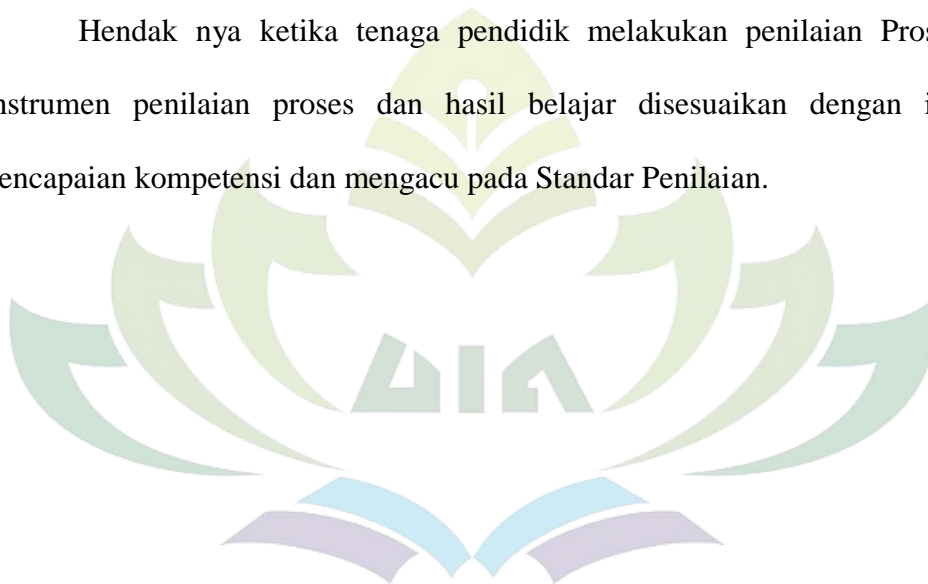 Hendak nya ketika tenaga pendidik melakukan penilaian Pros
nstrumen penilaian proses dan hasil belajar disesuaikan dengan i
encapaian kompetensi dan mengacu pada Standar Penilaian.
UIN